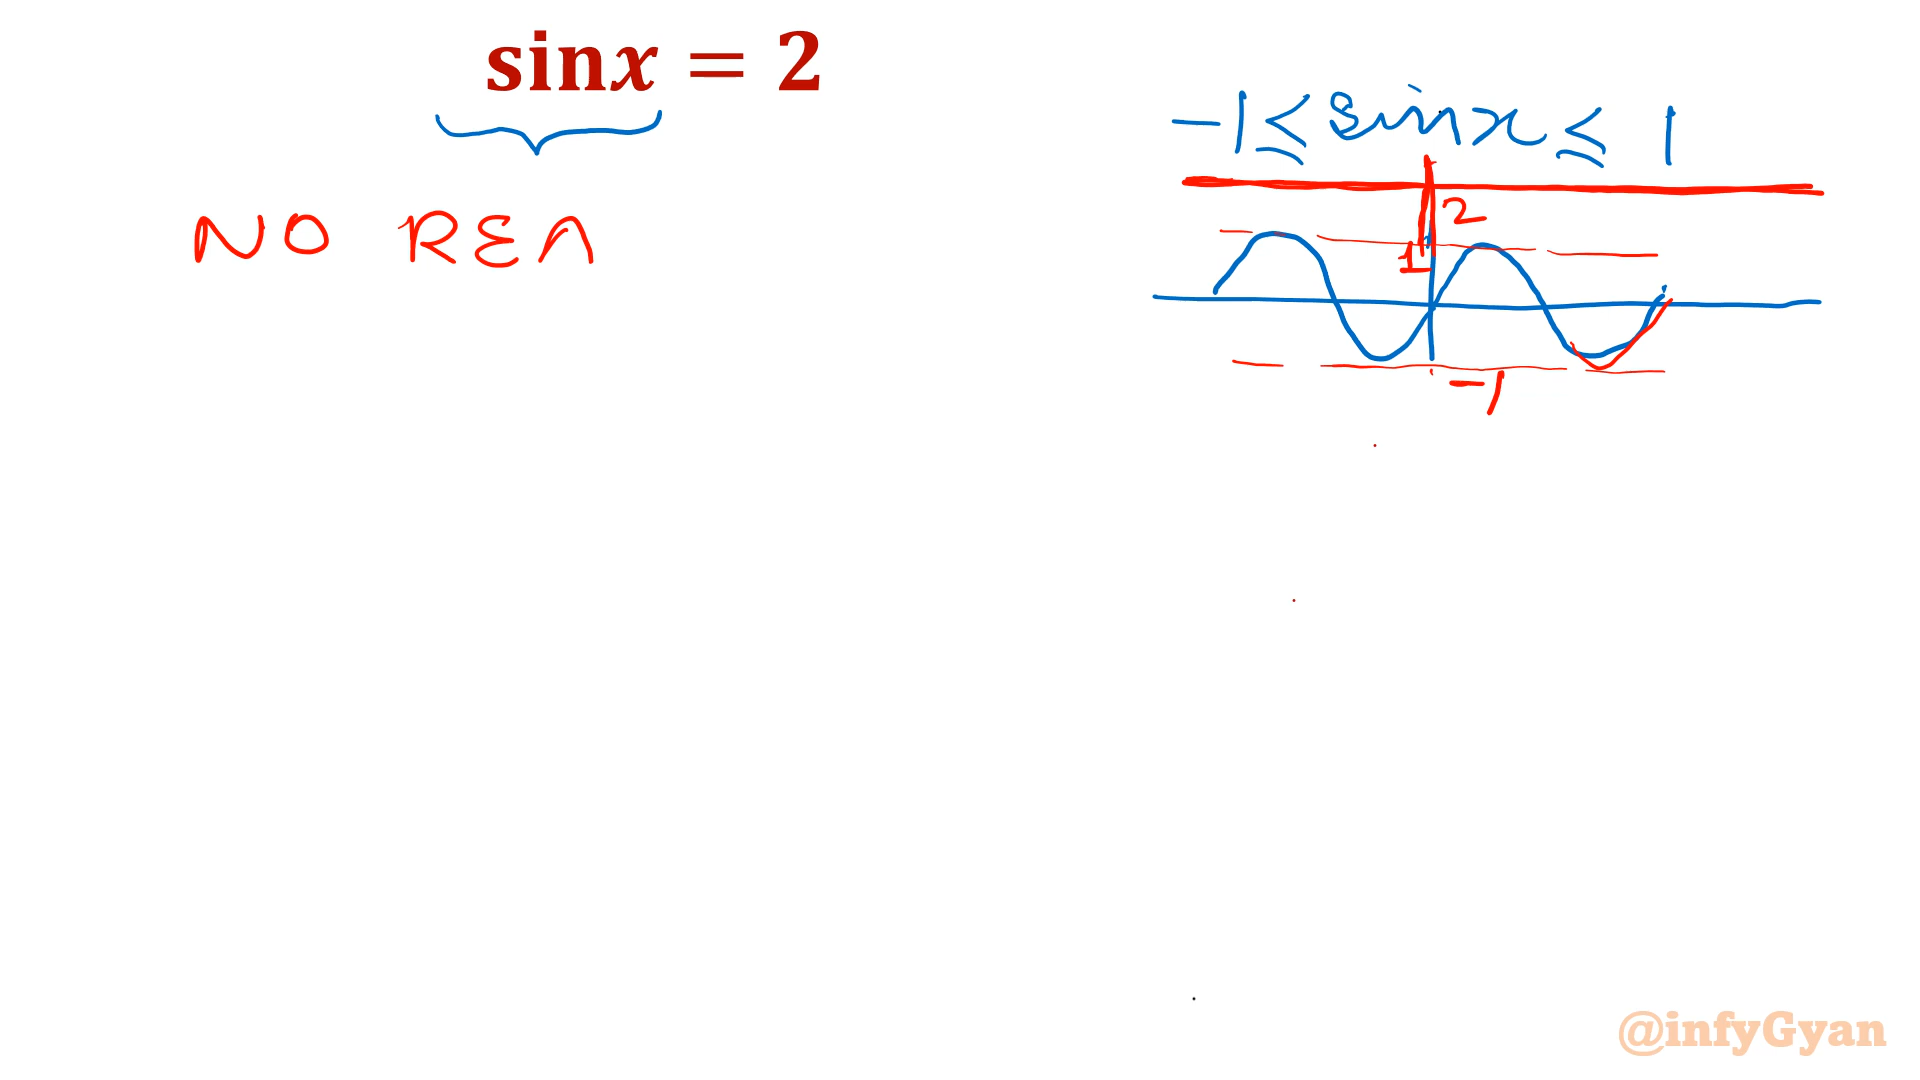 sinx = 2
-1 ≤ sinx ≤ 1
NO REA
2
1
-1
@infyGyan